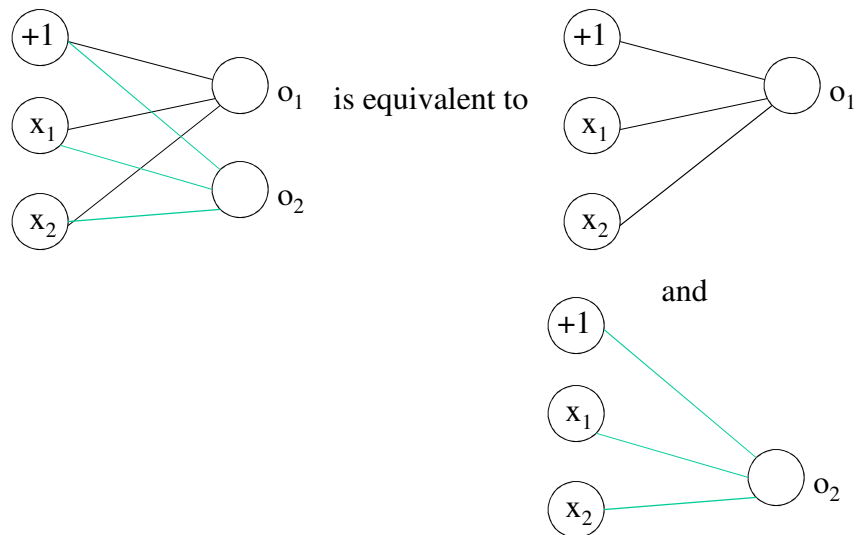 +1
x₁
x₂
o₁
o₂
is equivalent to
+1
x₁
x₂
o₁
and
+1
x₁
x₂
o₂